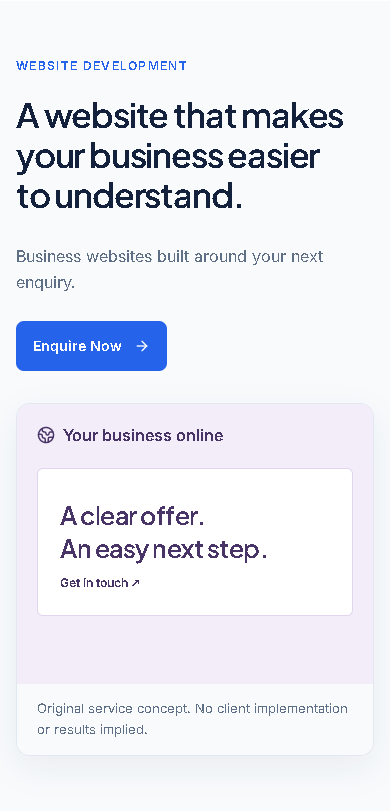 WEBSITE DEVELOPMENT
A website that makes
your business easier
to understand.
Business websites built around your next
enquiry.
Enquire Now →
Your business online
A clear offer.
An easy next step.
Get in touch ↗
Original service concept. No client implementation
or results implied.